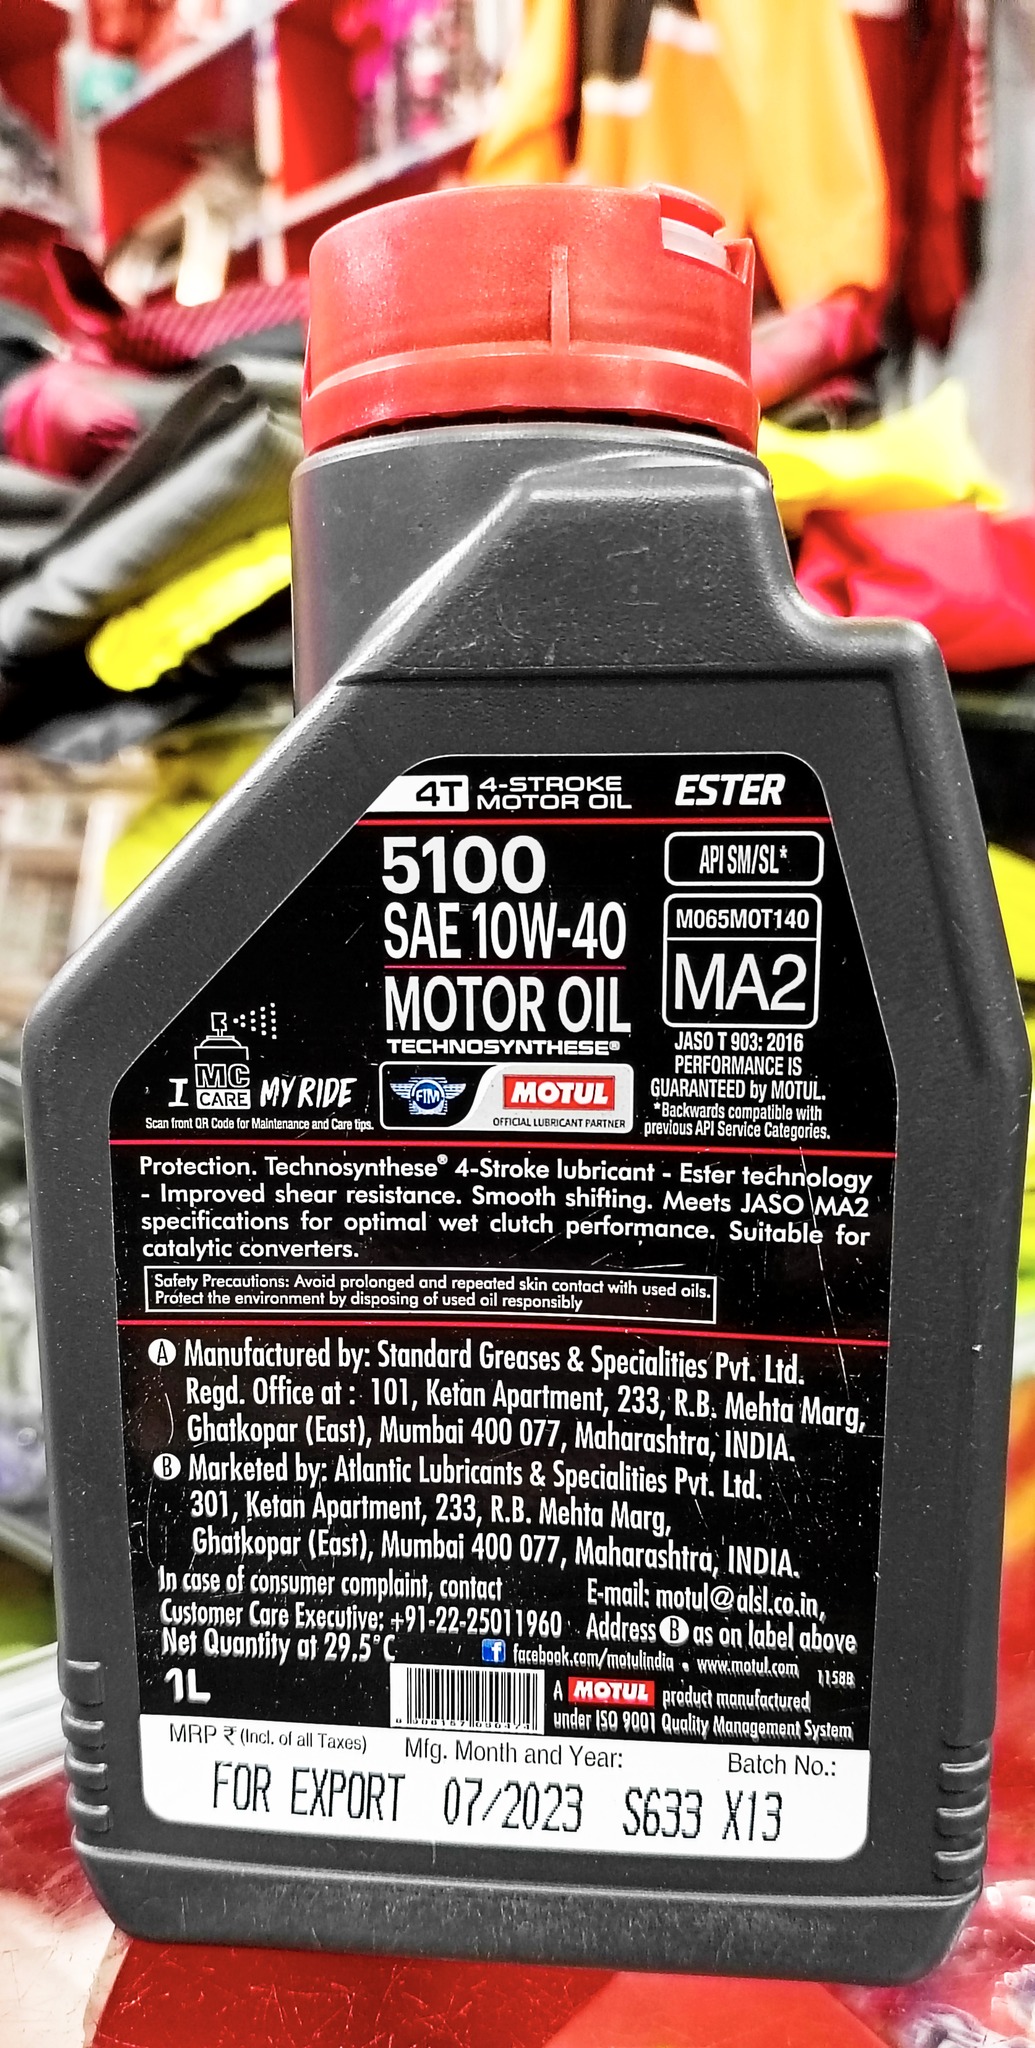 4T 4-STROKE MOTOR OIL ESTER
5100
SAE 10W-40
MOTOR OIL
TECHNOSYNTHESE®
API SM/SL*
M065MOT140
MA2
JASO T 903: 2016
PERFORMANCE IS
GUARANTEED by MOTUL.
*Backwards compatible with
previous API Service Categories.
I MC CARE MY RIDE
Scan front QR Code for Maintenance and Care tips.
FIM MOTUL
OFFICIAL LUBRICANT PARTNER
Protection. Technosynthese® 4-Stroke lubricant - Ester technology
- Improved shear resistance. Smooth shifting. Meets JASO MA2
specifications for optimal wet clutch performance. Suitable for
catalytic converters.
Safety Precautions: Avoid prolonged and repeated skin contact with used oils.
Protect the environment by disposing of used oil responsibly
A Manufactured by: Standard Greases & Specialities Pvt. Ltd.
Regd. Office at : 101, Ketan Apartment, 233, R.B. Mehta Marg,
Ghatkopar (East), Mumbai 400 077, Maharashtra, INDIA.
B Marketed by: Atlantic Lubricants & Specialities Pvt. Ltd.
301, Ketan Apartment, 233, R.B. Mehta Marg,
Ghatkopar (East), Mumbai 400 077, Maharashtra, INDIA.
In case of consumer complaint, contact E-mail: motul@alsl.co.in,
Customer Care Executive: +91-22-25011960 Address B as on label above
Net Quantity at 29.5°C
f facebook.com/motulindia • www.motul.com 1158B
1L
A MOTUL product manufactured
under ISO 9001 Quality Management System
MRP ₹ (Incl. of all Taxes) Mfg. Month and Year: Batch No.:
FOR EXPORT 07/2023 S633 X13